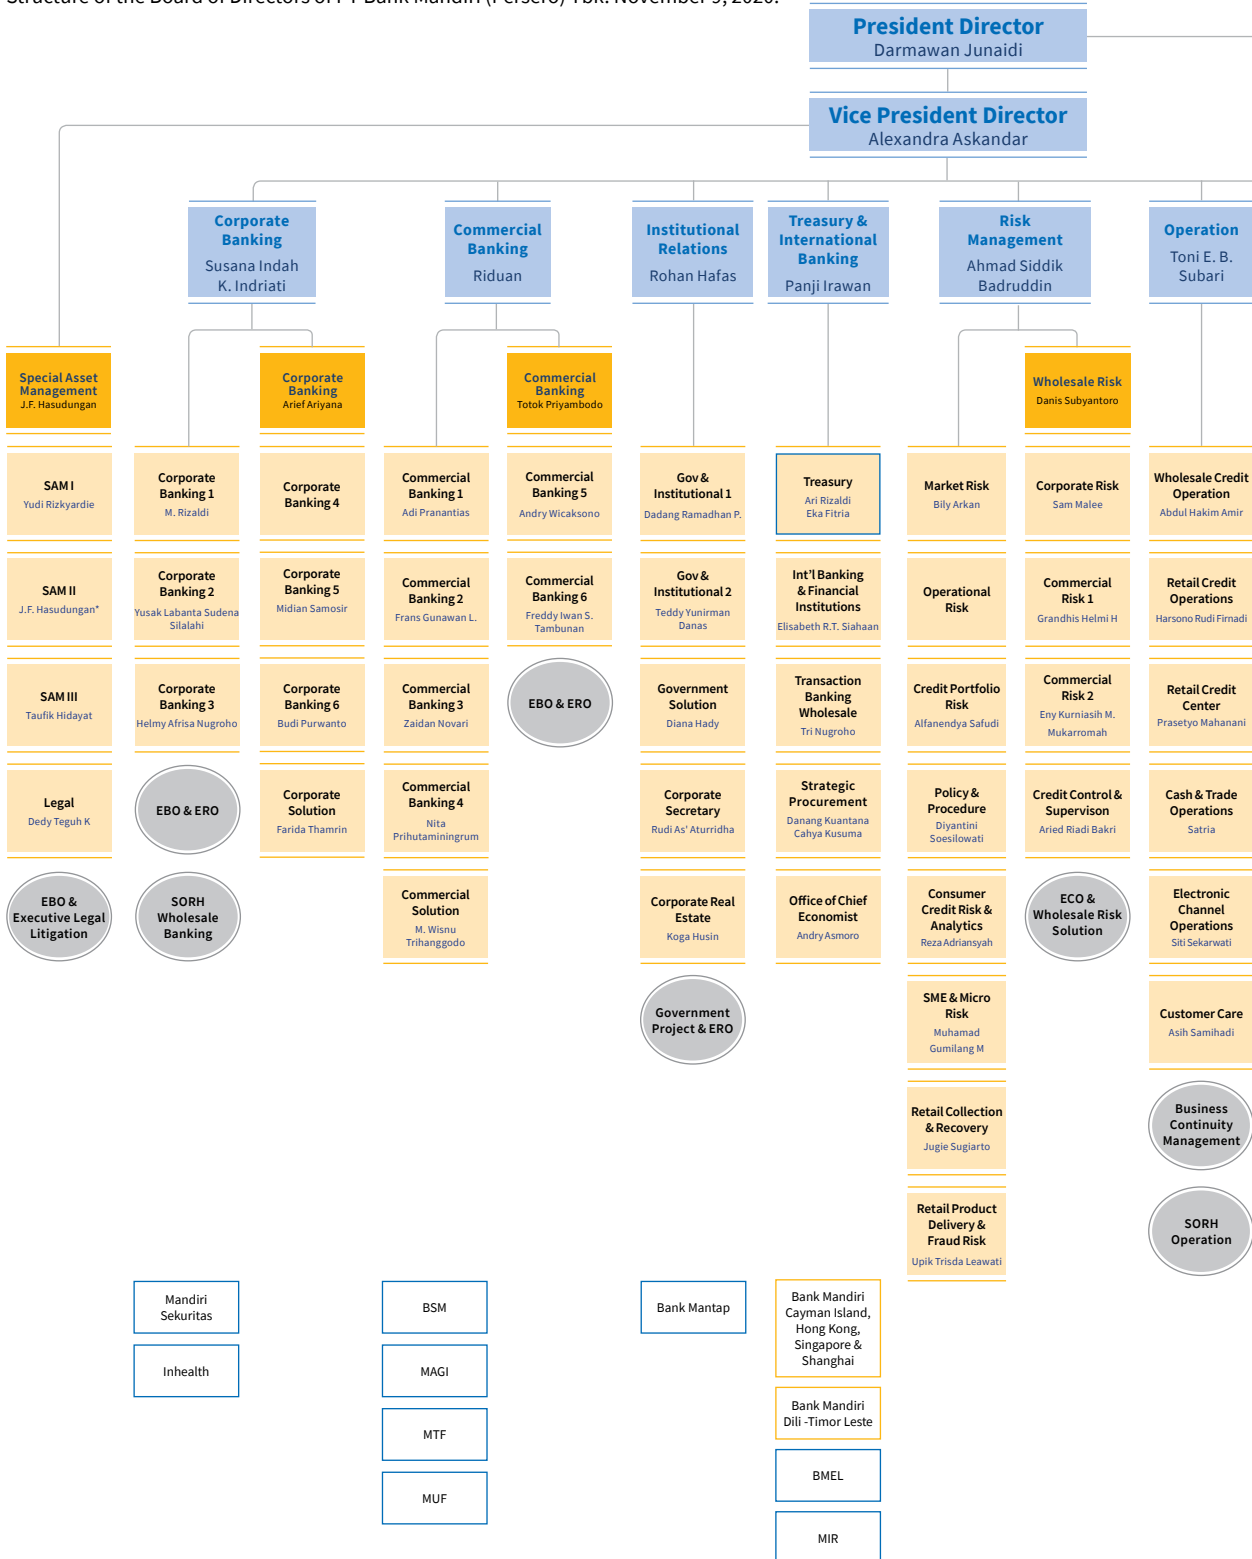 Structure of the Board of Directors of PT Bank Mandiri (Persero) Tbk. November 9, 2020.
President Director
Darmawan Junaidi
Vice President Director
Alexandra Askandar
Corporate
Banking
Susana Indah
K. Indriati
Commercial
Banking
Riduan
Institutional
Relations
Rohan Hafas
Treasury &
International
Banking
Panji Irawan
Risk
Management
Ahmad Siddik
Badruddin
Operation
Toni E. B.
Subari
Special Asset
Management
J.F. Hasudungan
Corporate
Banking
Arief Ariyana
Commercial
Banking
Totok Priyambodo
Wholesale Risk
Danis Subyantoro
SAM I
Yudi Rizkyardie
SAM II
J.F. Hasudungan*
SAM III
Taufik Hidayat
Legal
Dedy Teguh K
EBO &
Executive Legal
Litigation
Corporate
Banking 1
M. Rizaldi
Corporate
Banking 2
Yusak Labanta Sudena
Silalahi
Corporate
Banking 3
Helmy Afrisa Nugroho
EBO & ERO
SORH
Wholesale
Banking
Corporate
Banking 4
Corporate
Banking 5
Midian Samosir
Corporate
Banking 6
Budi Purwanto
Corporate
Solution
Farida Thamrin
Commercial
Banking 1
Adi Pranantias
Commercial
Banking 2
Frans Gunawan L.
Commercial
Banking 3
Zaidan Novari
Commercial
Banking 4
Nita
Prihutaminingrum
Commercial
Solution
M. Wisnu
Trihanggodo
Commercial
Banking 5
Andry Wicaksono
Commercial
Banking 6
Freddy Iwan S.
Tambunan
EBO & ERO
Gov &
Institutional 1
Dadang Ramadhan P.
Gov &
Institutional 2
Teddy Yunirman
Danas
Government
Solution
Diana Hady
Corporate
Secretary
Rudi As' Aturridha
Corporate Real
Estate
Koga Husin
Government
Project & ERO
Treasury
Ari Rizaldi
Eka Fitria
Int'l Banking
& Financial
Institutions
Elisabeth R.T. Siahaan
Transaction
Banking
Wholesale
Tri Nugroho
Strategic
Procurement
Danang Kuantana
Cahya Kusuma
Office of Chief
Economist
Andry Asmoro
Market Risk
Bily Arkan
Operational
Risk
Credit Portfolio
Risk
Alfanendya Safudi
Policy &
Procedure
Diyantini
Soesilowati
Consumer
Credit Risk &
Analytics
Reza Adriansyah
SME & Micro
Risk
Muhamad
Gumilang M
Retail Collection
& Recovery
Jugie Sugiarto
Retail Product
Delivery &
Fraud Risk
Upik Trisda Leawati
Corporate Risk
Sam Malee
Commercial
Risk 1
Grandhis Helmi H
Commercial
Risk 2
Eny Kurniasih M.
Mukarromah
Credit Control &
Supervison
Aried Riadi Bakri
ECO &
Wholesale Risk
Solution
Wholesale Credit
Operation
Abdul Hakim Amir
Retail Credit
Operations
Harsono Rudi Firnadi
Retail Credit
Center
Prasetyo Mahanani
Cash & Trade
Operations
Satria
Electronic
Channel
Operations
Siti Sekarwati
Customer Care
Asih Samihadi
Business
Continuity
Management
SORH
Operation
Mandiri
Sekuritas
Inhealth
BSM
MAGI
MTF
MUF
Bank Mantap
Bank Mandiri
Cayman Island,
Hong Kong,
Singapore &
Shanghai
Bank Mandiri
Dili -Timor Leste
BMEL
MIR